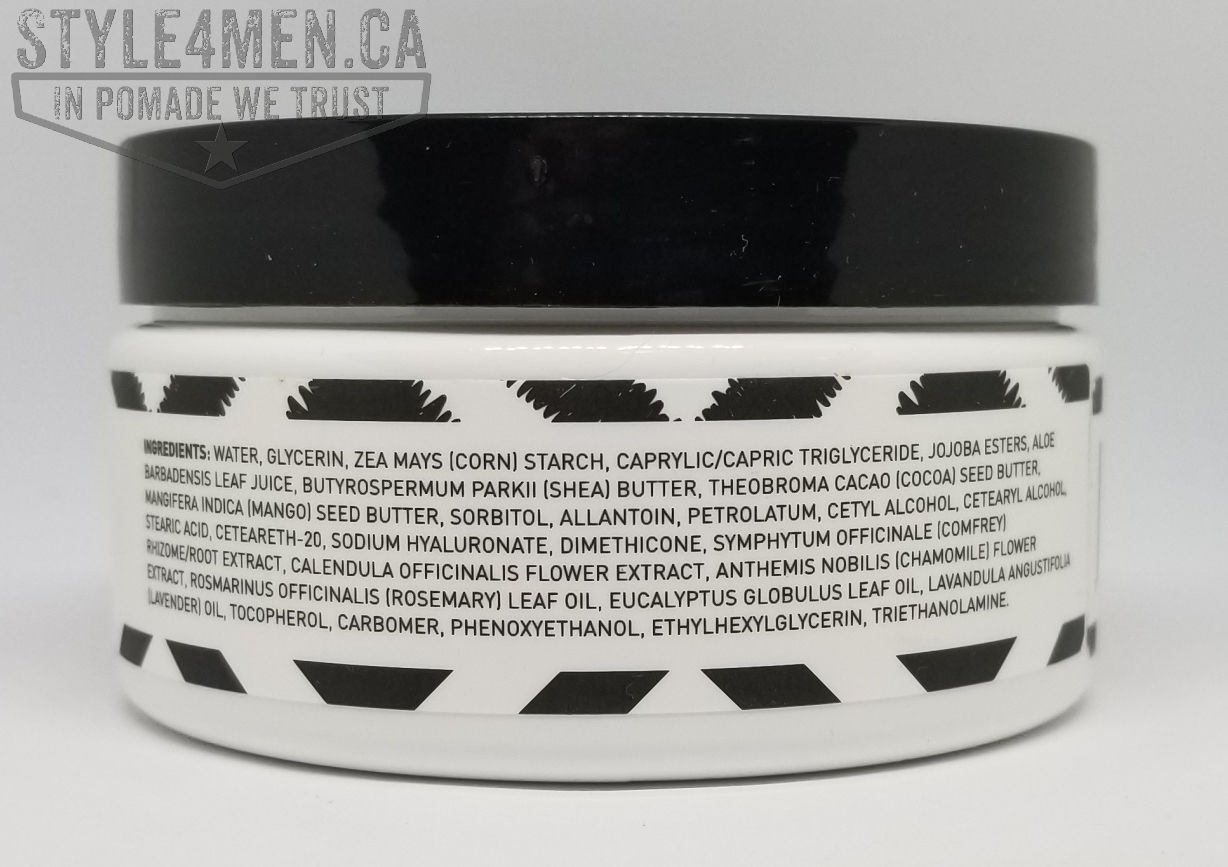 STYLE4MEN.CA
IN POMADE WE TRUST
INGREDIENTS: WATER, GLYCERIN, ZEA MAYS (CORN) STARCH, CAPRYLIC/CAPRIC TRIGLYCERIDE, JOJOBA ESTERS, ALOE
BARBADENSIS LEAF JUICE, BUTYROSPERMUM PARKII (SHEA) BUTTER, THEOBROMA CACAO (COCOA) SEED BUTTER,
MANGIFERA INDICA (MANGO) SEED BUTTER, SORBITOL, ALLANTOIN, PETROLATUM, CETYL ALCOHOL, CETEARYL ALCOHOL,
STEARIC ACID, CETEARETH-20, SODIUM HYALURONATE, DIMETHICONE, SYMPHYTUM OFFICINALE (COMFREY)
RHIZOME/ROOT EXTRACT, CALENDULA OFFICINALIS FLOWER EXTRACT, ANTHEMIS NOBILIS (CHAMOMILE) FLOWER
EXTRACT, ROSMARINUS OFFICINALIS (ROSEMARY) LEAF OIL, EUCALYPTUS GLOBULUS LEAF OIL, LAVANDULA ANGUSTIFOLIA
(LAVENDER) OIL, TOCOPHEROL, CARBOMER, PHENOXYETHANOL, ETHYLHEXYLGLYCERIN, TRIETHANOLAMINE.